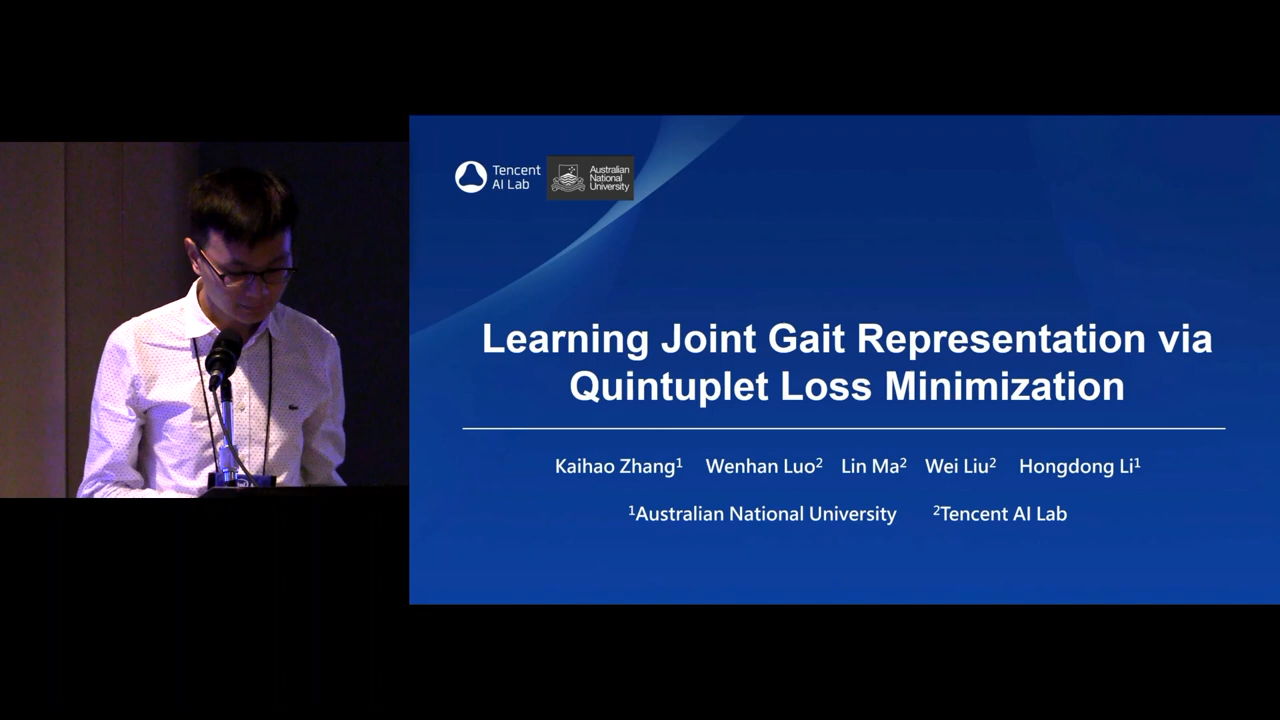 Tencent
AI Lab
Australian
National
University
Learning Joint Gait Representation via
Quintuplet Loss Minimization
Kaihao Zhang¹ Wenhan Luo² Lin Ma² Wei Liu² Hongdong Li¹
¹Australian National University ²Tencent AI Lab